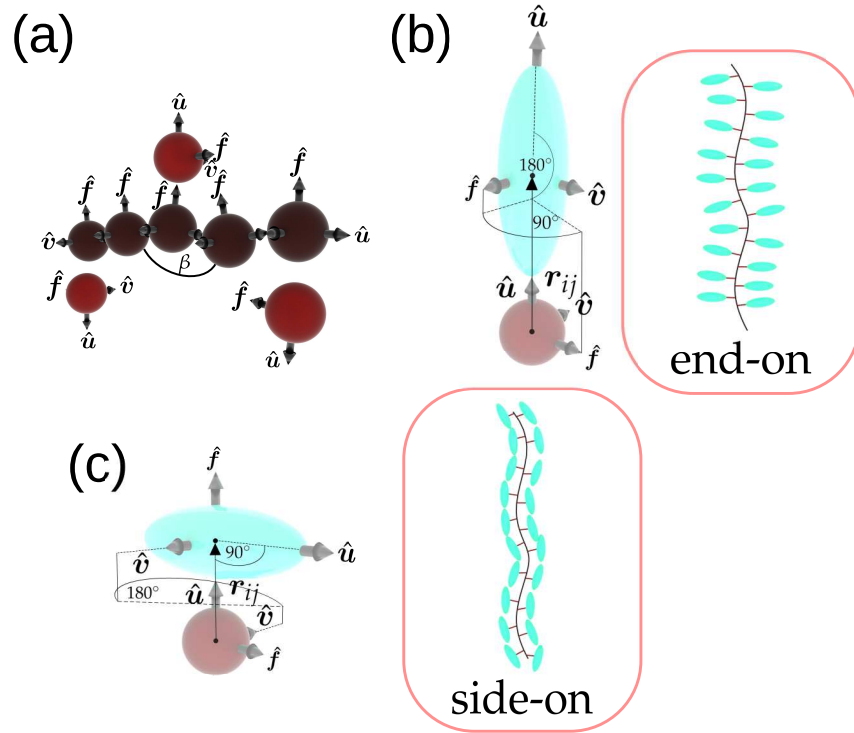 (a)
û
f̂
v̂
f̂
f̂
f̂
f̂
f̂
v̂
û
β
f̂
v̂
û
f̂
û
(b)
û
180°
f̂
v̂
90°
û
r_ij
v̂
f̂
end-on
(c)
f̂
90°
û
v̂
180°
û
r_ij
v̂
f̂
side-on